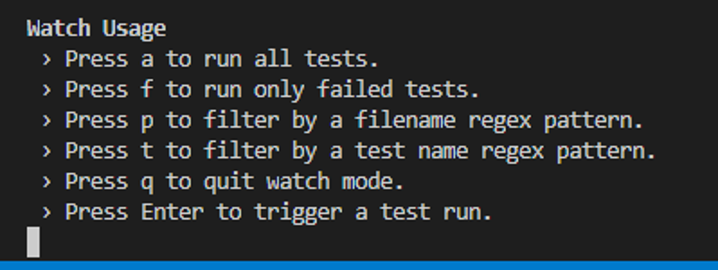 Watch Usage
› Press a to run all tests.
› Press f to run only failed tests.
› Press p to filter by a filename regex pattern.
› Press t to filter by a test name regex pattern.
› Press q to quit watch mode.
› Press Enter to trigger a test run.